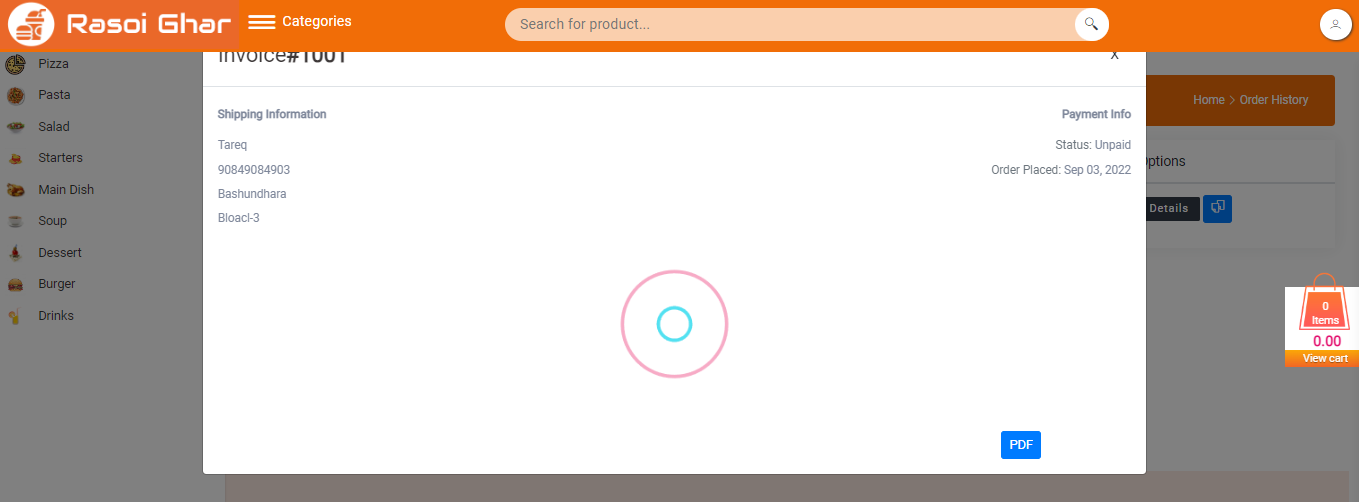 Rasoi Ghar
Categories
Search for product...
Pizza
Pasta
Salad
Starters
Main Dish
Soup
Dessert
Burger
Drinks
Invoice#1001
X
Shipping Information
Payment Info
Tareq
Status: Unpaid
90849084903
Order Placed: Sep 03, 2022
Bashundhara
Bloacl-3
PDF
Home > Order History
ptions
Details
0
Items
0.00
View cart